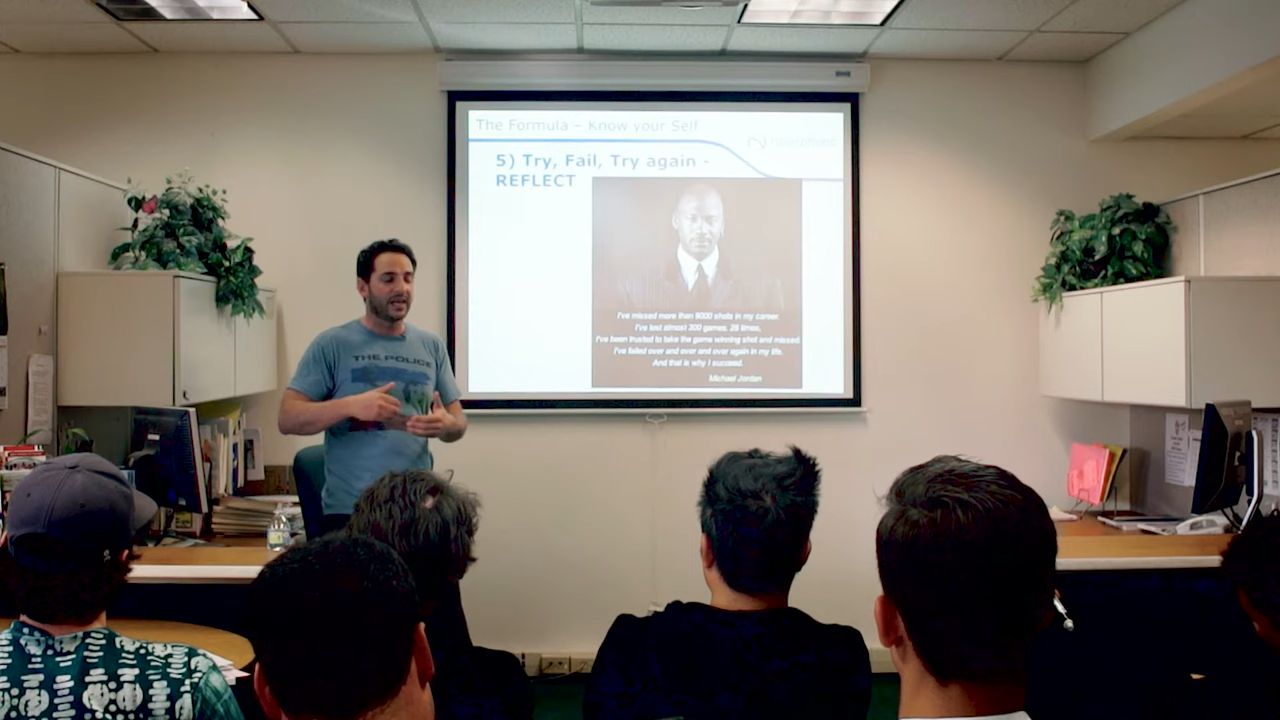 The Formula – Know your Self
5) Try, Fail, Try again -
REFLECT
I've missed more than 9000 shots in my career.
I've lost almost 300 games. 26 times,
I've been trusted to take the game winning shot and missed.
I've failed over and over and over again in my life.
And that is why I succeed.
Michael Jordan
THE POLICE